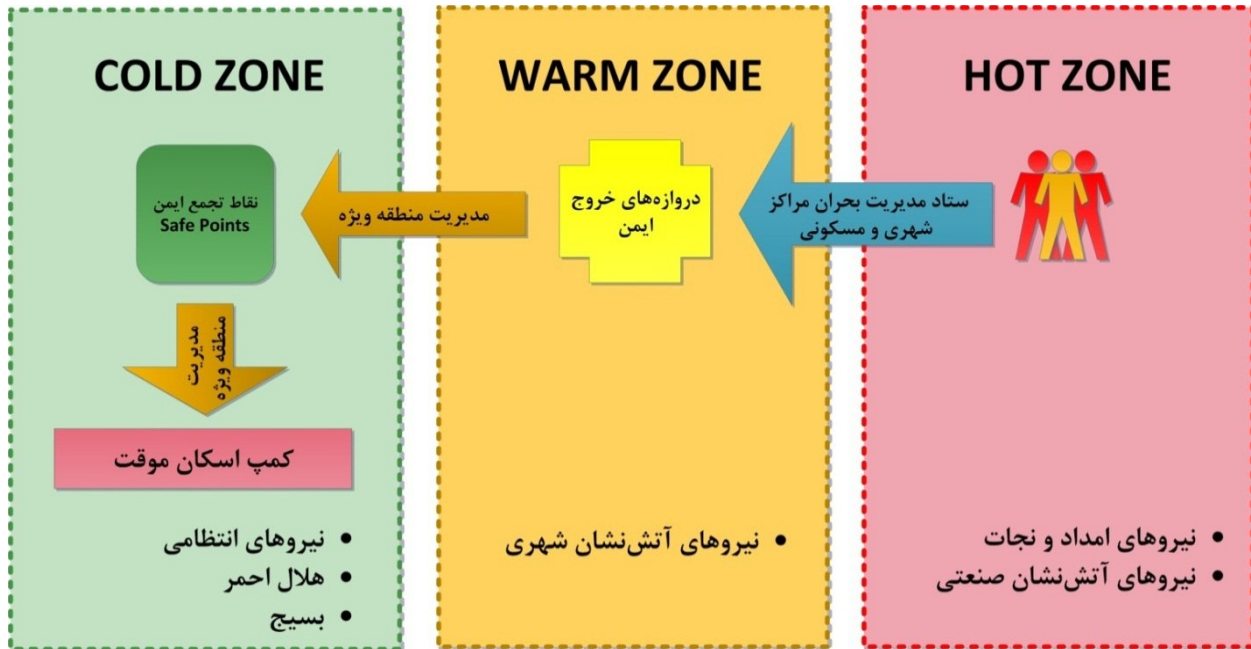 COLD ZONE
نقاط تجمع ایمن
Safe Points
مدیریت
منطقه ویژه
کمپ اسکان موقت
نیروهای انتظامی
هلال احمر
بسیج
WARM ZONE
مدیریت منطقه ویژه
دروازه‌های خروج
ایمن
نیروهای آتش‌نشان شهری
HOT ZONE
ستاد مدیریت بحران مراکز
شهری و مسکونی
نیروهای امداد و نجات
نیروهای آتش‌نشان صنعتی